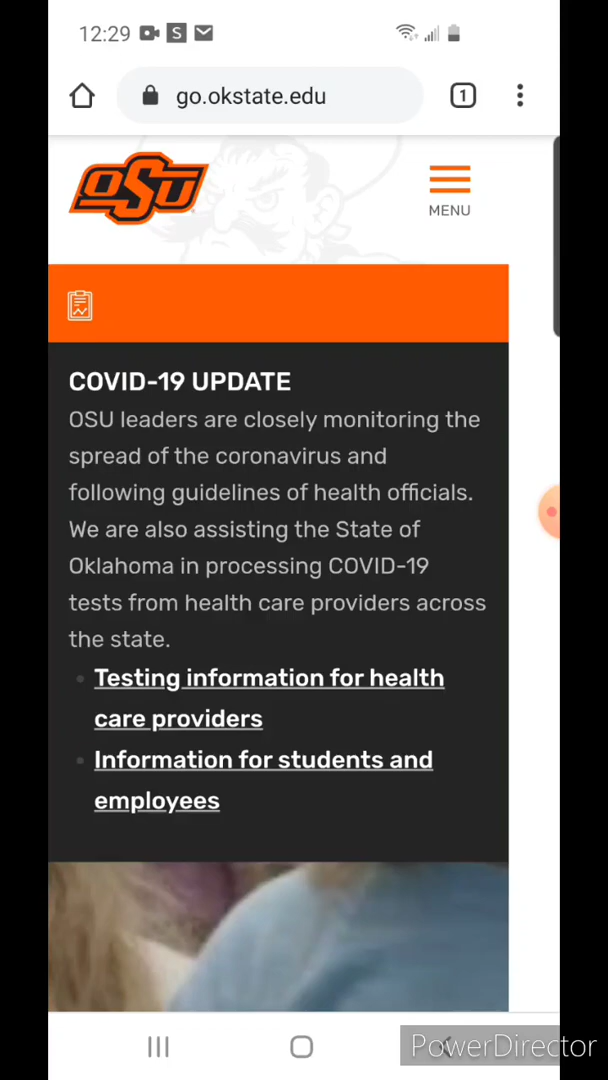 12:29 S
go.okstate.edu 1
OSU
MENU
COVID-19 UPDATE
OSU leaders are closely monitoring the
spread of the coronavirus and
following guidelines of health officials.
We are also assisting the State of
Oklahoma in processing COVID-19
tests from health care providers across
the state.
Testing information for health
care providers
Information for students and
employees
PowerDirector